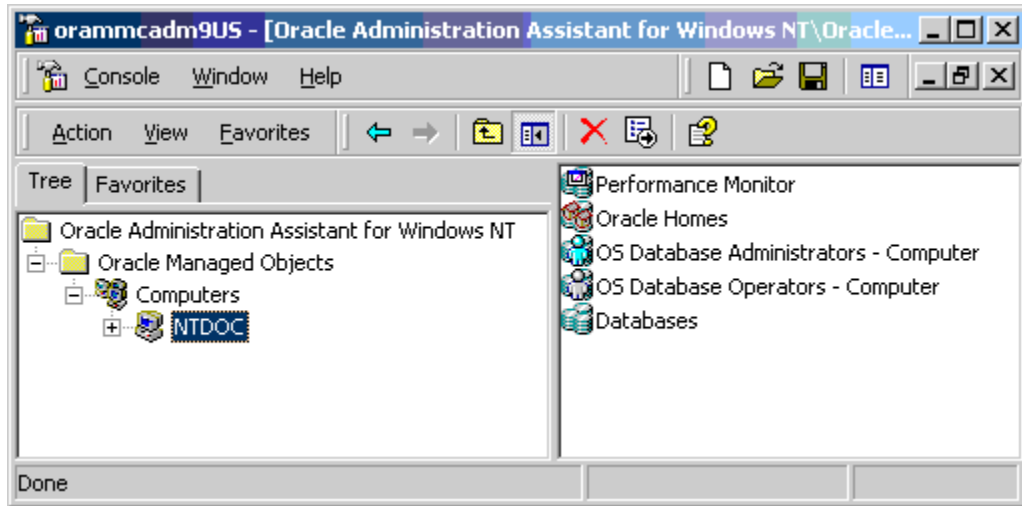 orammcadm9US - [Oracle Administration Assistant for Windows NT\Oracle...
Console Window Help
Action View Favorites
Tree Favorites
Oracle Administration Assistant for Windows NT
Oracle Managed Objects
Computers
NTDOC
Performance Monitor
Oracle Homes
OS Database Administrators - Computer
OS Database Operators - Computer
Databases
Done